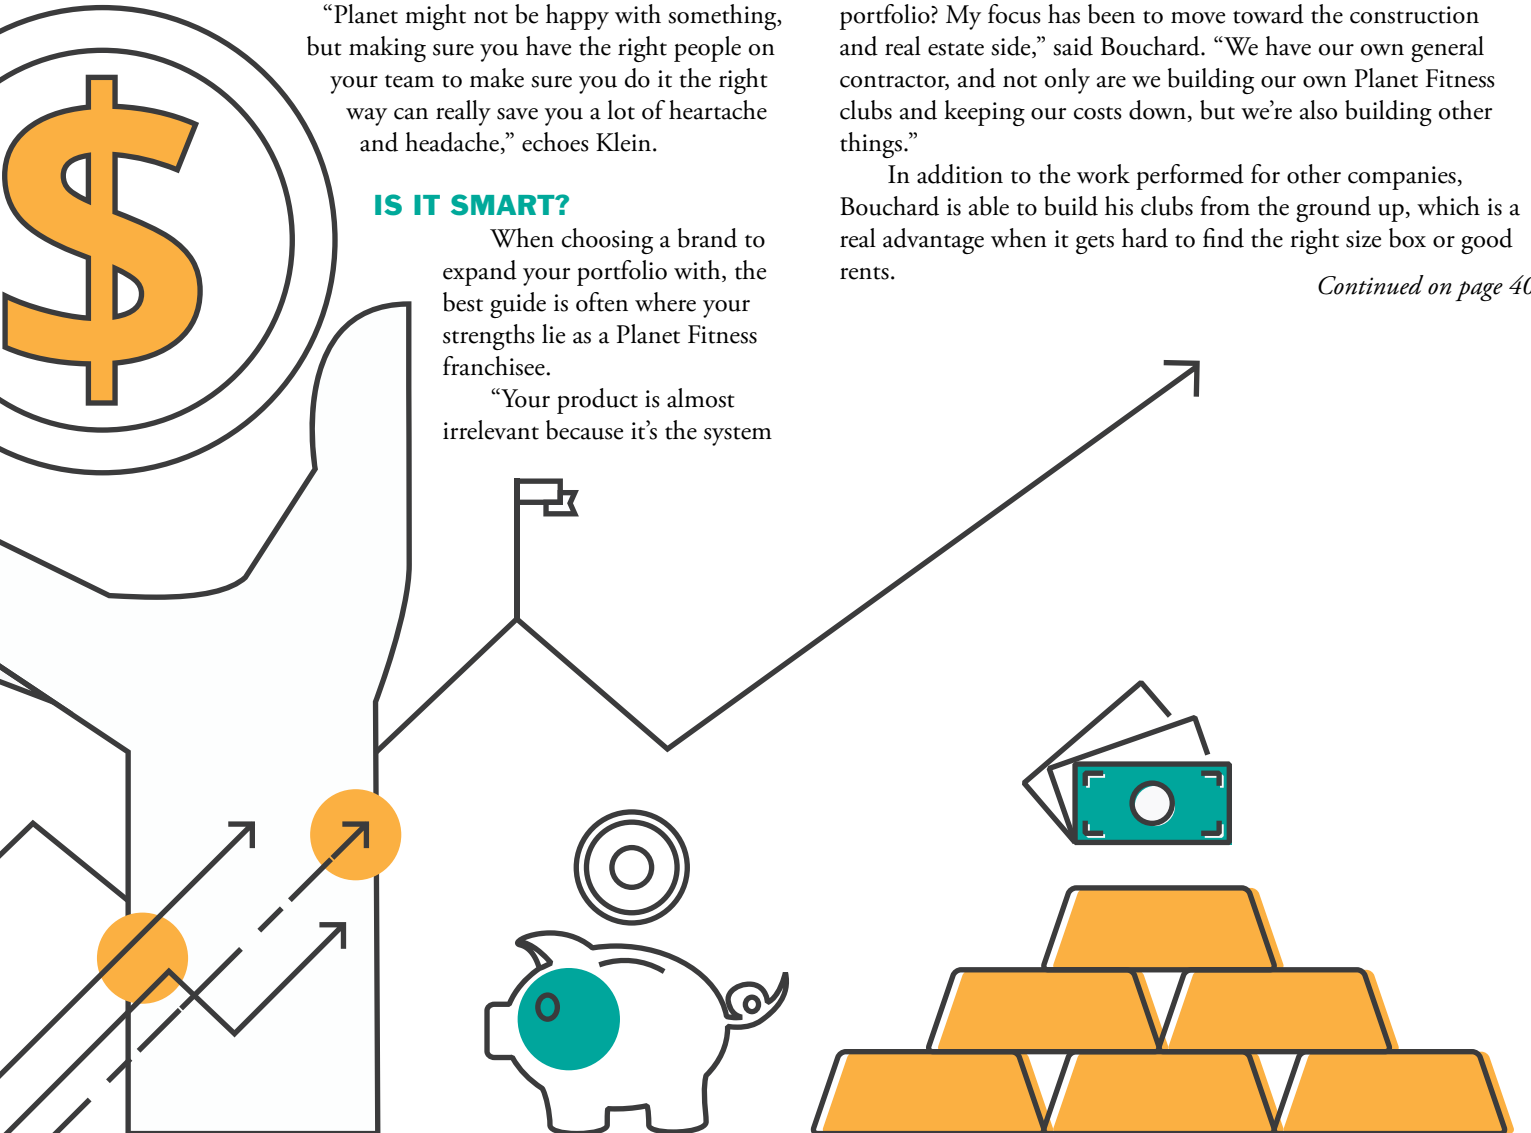 “Planet might not be happy with something,
but making sure you have the right people on
your team to make sure you do it the right
way can really save you a lot of heartache
and headache,” echoes Klein.
IS IT SMART?
When choosing a brand to
expand your portfolio with, the
best guide is often where your
strengths lie as a Planet Fitness
franchisee.
“Your product is almost
irrelevant because it’s the system
portfolio? My focus has been to move toward the construction
and real estate side,” said Bouchard. “We have our own general
contractor, and not only are we building our own Planet Fitness
clubs and keeping our costs down, but we’re also building other
things.”
In addition to the work performed for other companies,
Bouchard is able to build his clubs from the ground up, which is a
real advantage when it gets hard to find the right size box or good
rents.
Continued on page 40
$